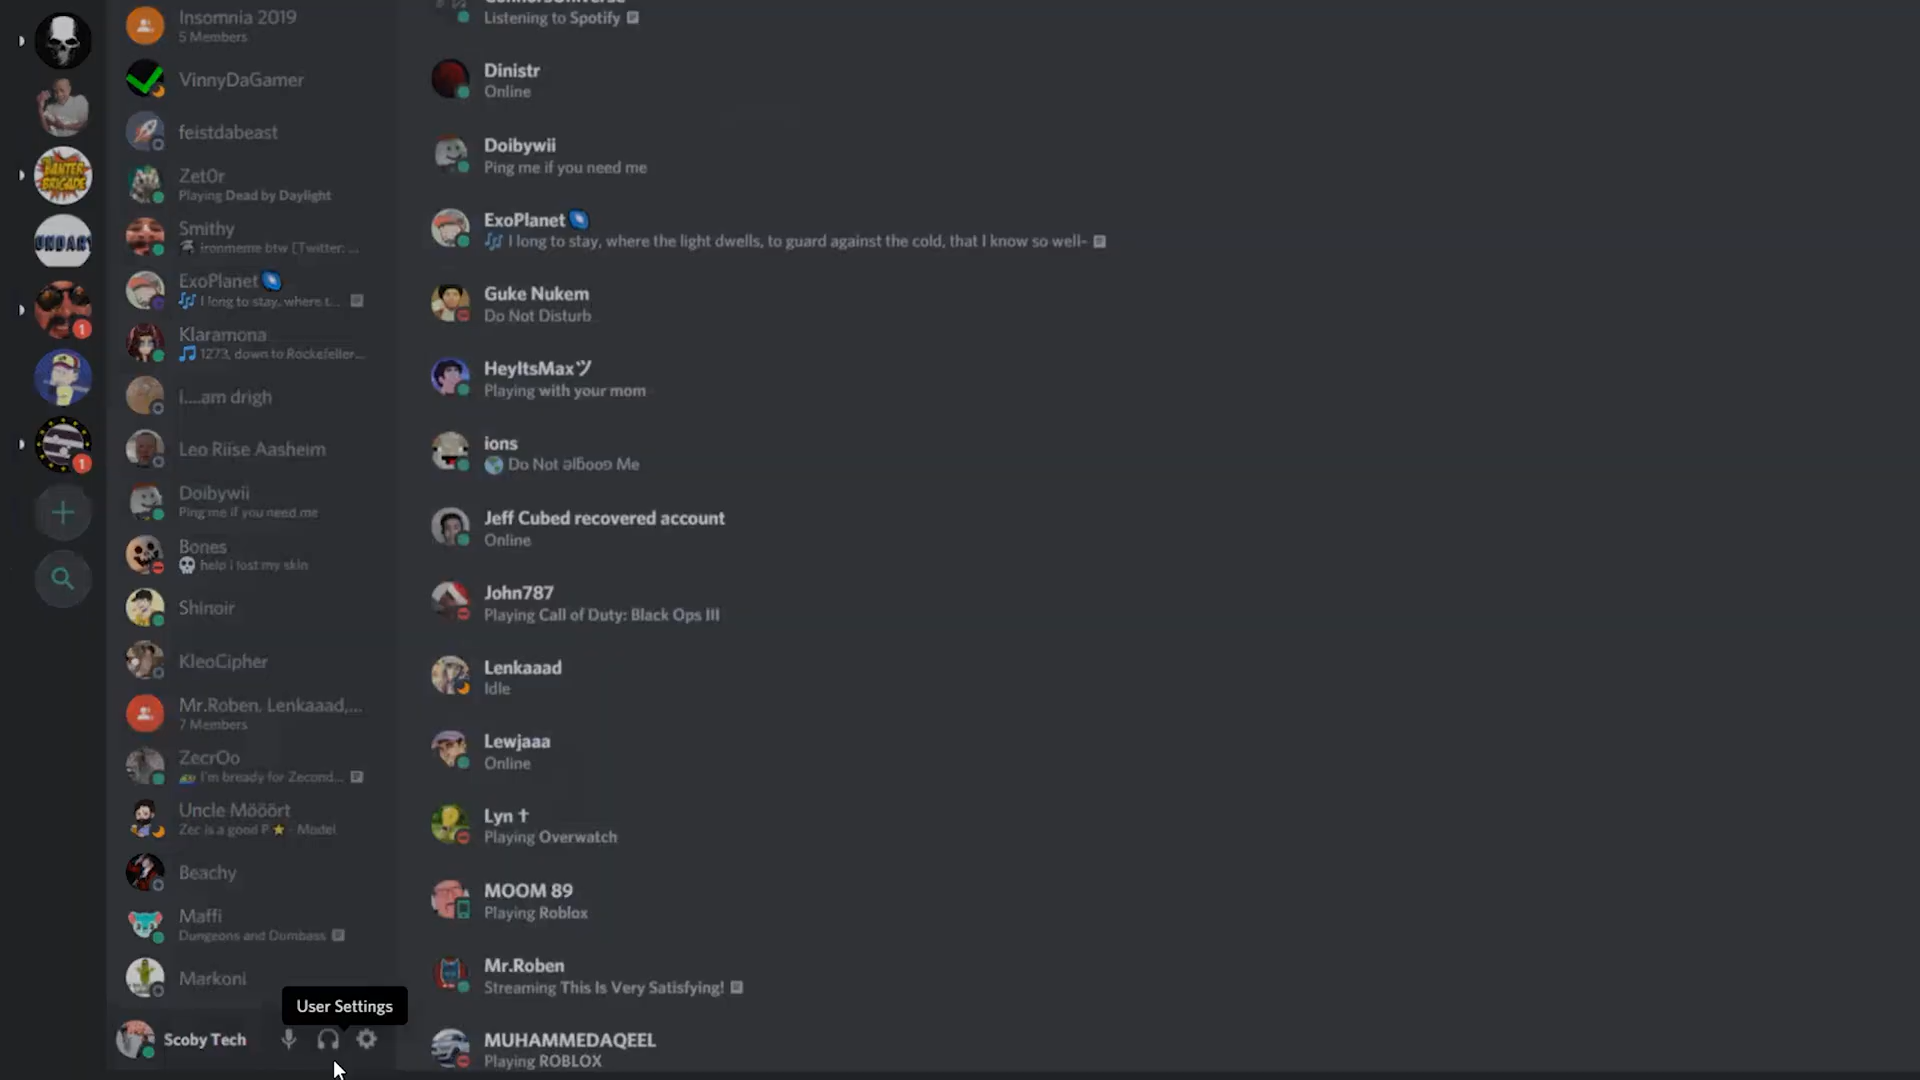 Insomnia 2019
5 Members
VinnyDaGamer
feistdabeast
Zet0r
Playing Dead by Daylight
Smithy
ironmeme btw [Twitter: ...
ExoPlanet
I long to stay, where t...
Klaramona
1273, down to Rockefeller...
I....am drigh
Leo Riise Aasheim
Doibywii
Ping me if you need me
Bones
help i lost my skin
Shinoir
KleoCipher
Mr.Roben, Lenkaaad,...
7 Members
ZecrOo
I'm bready for Zecond...
Uncle Möőört
Zec is a good P⭐ - Model
Beachy
Maffi
Dungeons and Dumbass
Markoni
User Settings
Scoby Tech
BANTER
BRIGADE
1
1
Listening to Spotify
Dinistr
Online
Doibywii
Ping me if you need me
ExoPlanet
I long to stay, where the light dwells, to guard against the cold, that I know so well-
Guke Nukem
Do Not Disturb
HeyItsMaxツ
Playing with your mom
ions
Do Not ǝlƃooɔ Me
Jeff Cubed recovered account
Online
John787
Playing Call of Duty: Black Ops III
Lenkaaad
Idle
Lewjaaa
Online
Lyn ✝
Playing Overwatch
MOOM 89
Playing Roblox
Mr.Roben
Streaming This Is Very Satisfying!
MUHAMMEDAQEEL
Playing ROBLOX